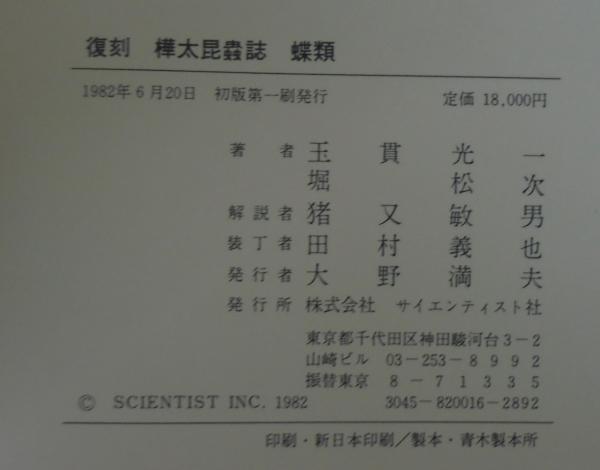 復刻 樺太昆蟲誌 蝶類
1982年6月20日 初版第一刷発行 定価 18,000円
著者 玉貫光一
堀松次
解説者 猪又敏男
装丁者 田村義也
発行者 大野満夫
発行所 株式会社 サイエンティスト社
東京都千代田区神田駿河台3-2
山崎ビル 03-253-8992
振替東京 8-71335
© SCIENTIST INC. 1982 3045-820016-2892
印刷・新日本印刷/製本・青木製本所